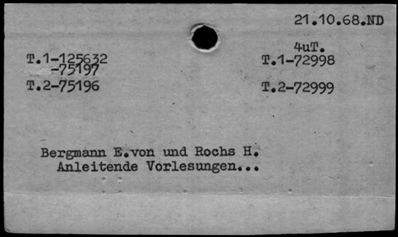 21.10.68.ND
4uT.
T.1-125632 T.1-72998
-75197
T.2-75196 T.2-72999
Bergmann E.von und Rochs H.
Anleitende Vorlesungen...